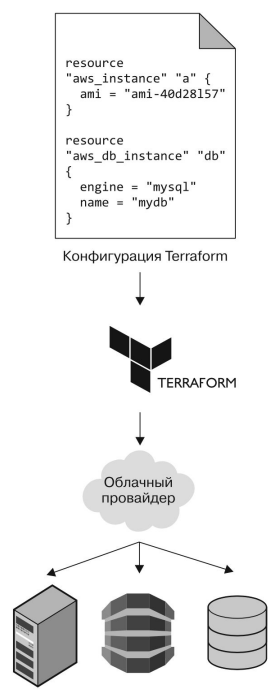 resource
"aws_instance" "a" {
ami = "ami-40d28157"
}
resource
"aws_db_instance" "db"
{
engine = "mysql"
name = "mydb"
}
Конфигурация Terraform
TERRAFORM
Облачный
провайдер